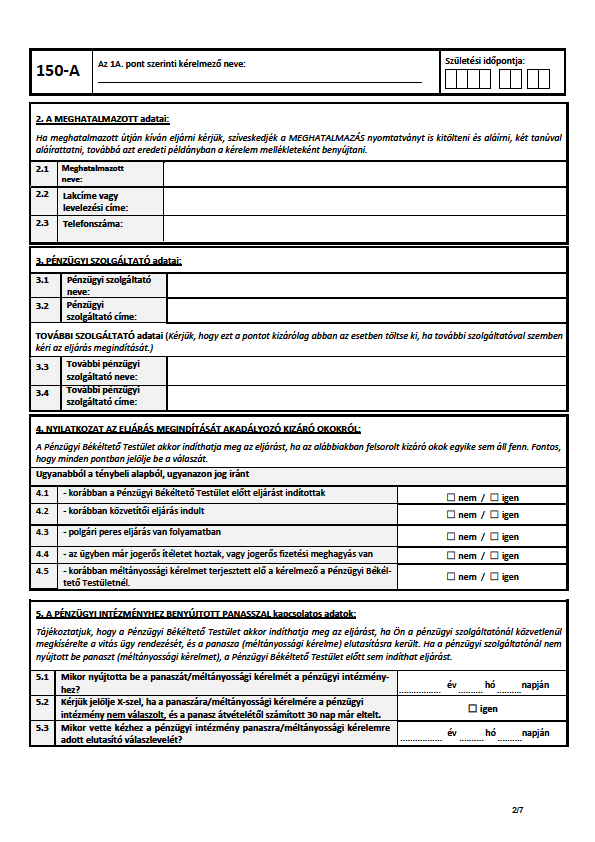 150-A
Az 1A. pont szerinti kérelmező neve:
Születési időpontja:
2. A MEGHATALMAZOTT adatai:
Ha meghatalmazott útján kíván eljárni kérjük, szíveskedjék a MEGHATALMAZÁS nyomtatványt is kitölteni és aláírni, két tanúval
aláírattatni, továbbá azt eredeti példányban a kérelem mellékleteként benyújtani.
2.1 Meghatalmazott
neve:
2.2 Lakcíme vagy
levelezési címe:
2.3 Telefonszáma:
3. PÉNZÜGYI SZOLGÁLTATÓ adatai:
3.1 Pénzügyi szolgáltató
neve:
3.2 Pénzügyi
szolgáltató címe:
TOVÁBBI SZOLGÁLTATÓ adatai (Kérjük, hogy ezt a pontot kizárólag abban az esetben töltse ki, ha további szolgáltatóval szemben
kéri az eljárás megindítását.)
3.3 További pénzügyi
szolgáltató neve:
3.4 További pénzügyi
szolgáltató címe:
4. NYILATKOZAT AZ ELJÁRÁS MEGINDÍTÁSÁT AKADÁLYOZÓ KIZÁRÓ OKOKRÓL:
A Pénzügyi Békéltető Testület akkor indíthatja meg az eljárást, ha az alábbiakban felsorolt kizáró okok egyike sem áll fenn. Fontos,
hogy minden pontban jelölje be a válaszát.
Ugyanabból a ténybeli alapból, ugyanazon jog iránt
4.1 - korábban a Pénzügyi Békéltető Testület előtt eljárást indítottak ☐ nem / ☐ igen
4.2 - korábban közvetítői eljárás indult ☐ nem / ☐ igen
4.3 - polgári peres eljárás van folyamatban ☐ nem / ☐ igen
4.4 - az ügyben már jogerős ítéletet hoztak, vagy jogerős fizetési meghagyás van ☐ nem / ☐ igen
4.5 - korábban méltányossági kérelmet terjesztett elő a kérelmező a Pénzügyi Békél- ☐ nem / ☐ igen
tető Testületnél.
5. A PÉNZÜGYI INTÉZMÉNYHEZ BENYÚJTOTT PANASSZAL kapcsolatos adatok:
Tájékoztatjuk, hogy a Pénzügyi Békéltető Testület akkor indíthatja meg az eljárást, ha Ön a pénzügyi szolgáltatónál közvetlenül
megkísérelte a vitás ügy rendezését, és a panasza (méltányossági kérelme) elutasításra került. Ha a pénzügyi szolgáltatónál nem
nyújtott be panaszt (méltányossági kérelmet), a Pénzügyi Békéltető Testület előtt sem indíthat eljárást.
5.1 Mikor nyújtotta be a panaszát/méltányossági kérelmét a pénzügyi intézmény-
hez? ................. év .......... hó ..........napján
5.2 Kérjük jelölje X-szel, ha a panaszára/méltányossági kérelmére a pénzügyi
intézmény nem válaszolt, és a panasz átvételétől számított 30 nap már eltelt. ☐ igen
5.3 Mikor vette kézhez a pénzügyi intézmény panaszra/méltányossági kérelemre
adott elutasító válaszlevelét? ................. év .......... hó ..........napján
2/7